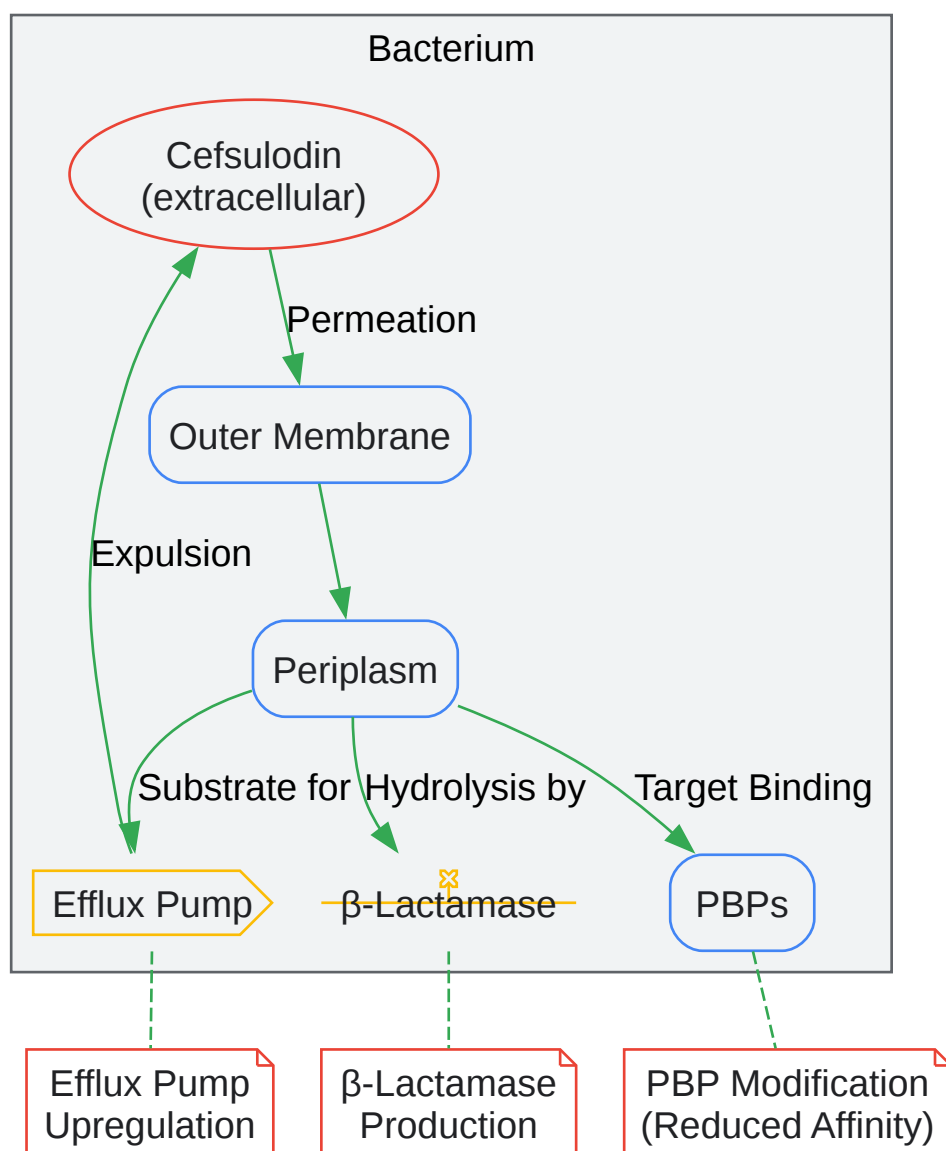 Bacterium
Cefsulodin
(extracellular)
Permeation
Outer Membrane
Expulsion
Periplasm
Substrate for
Hydrolysis by
Target Binding
Efflux Pump
β-Lactamase
PBPs
Efflux Pump
Upregulation
β-Lactamase
Production
PBP Modification
(Reduced Affinity)